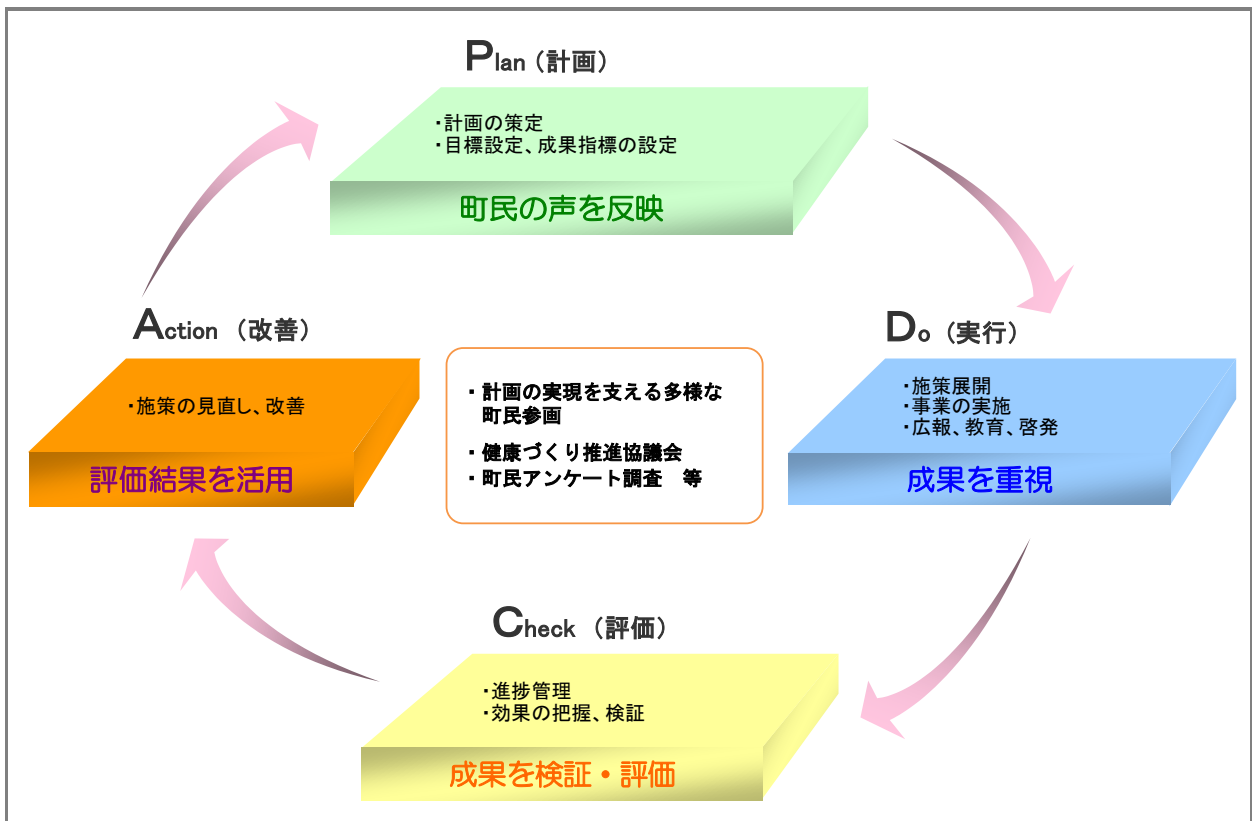 Plan（計画）
・計画の策定
・目標設定、成果指標の設定
町民の声を反映
Do（実行）
・施策展開
・事業の実施
・広報、教育、啓発
成果を重視
Check（評価）
・進捗管理
・効果の把握、検証
成果を検証・評価
Action（改善）
・施策の見直し、改善
評価結果を活用
・計画の実現を支える多様な
町民参画
・健康づくり推進協議会
・町民アンケート調査　等